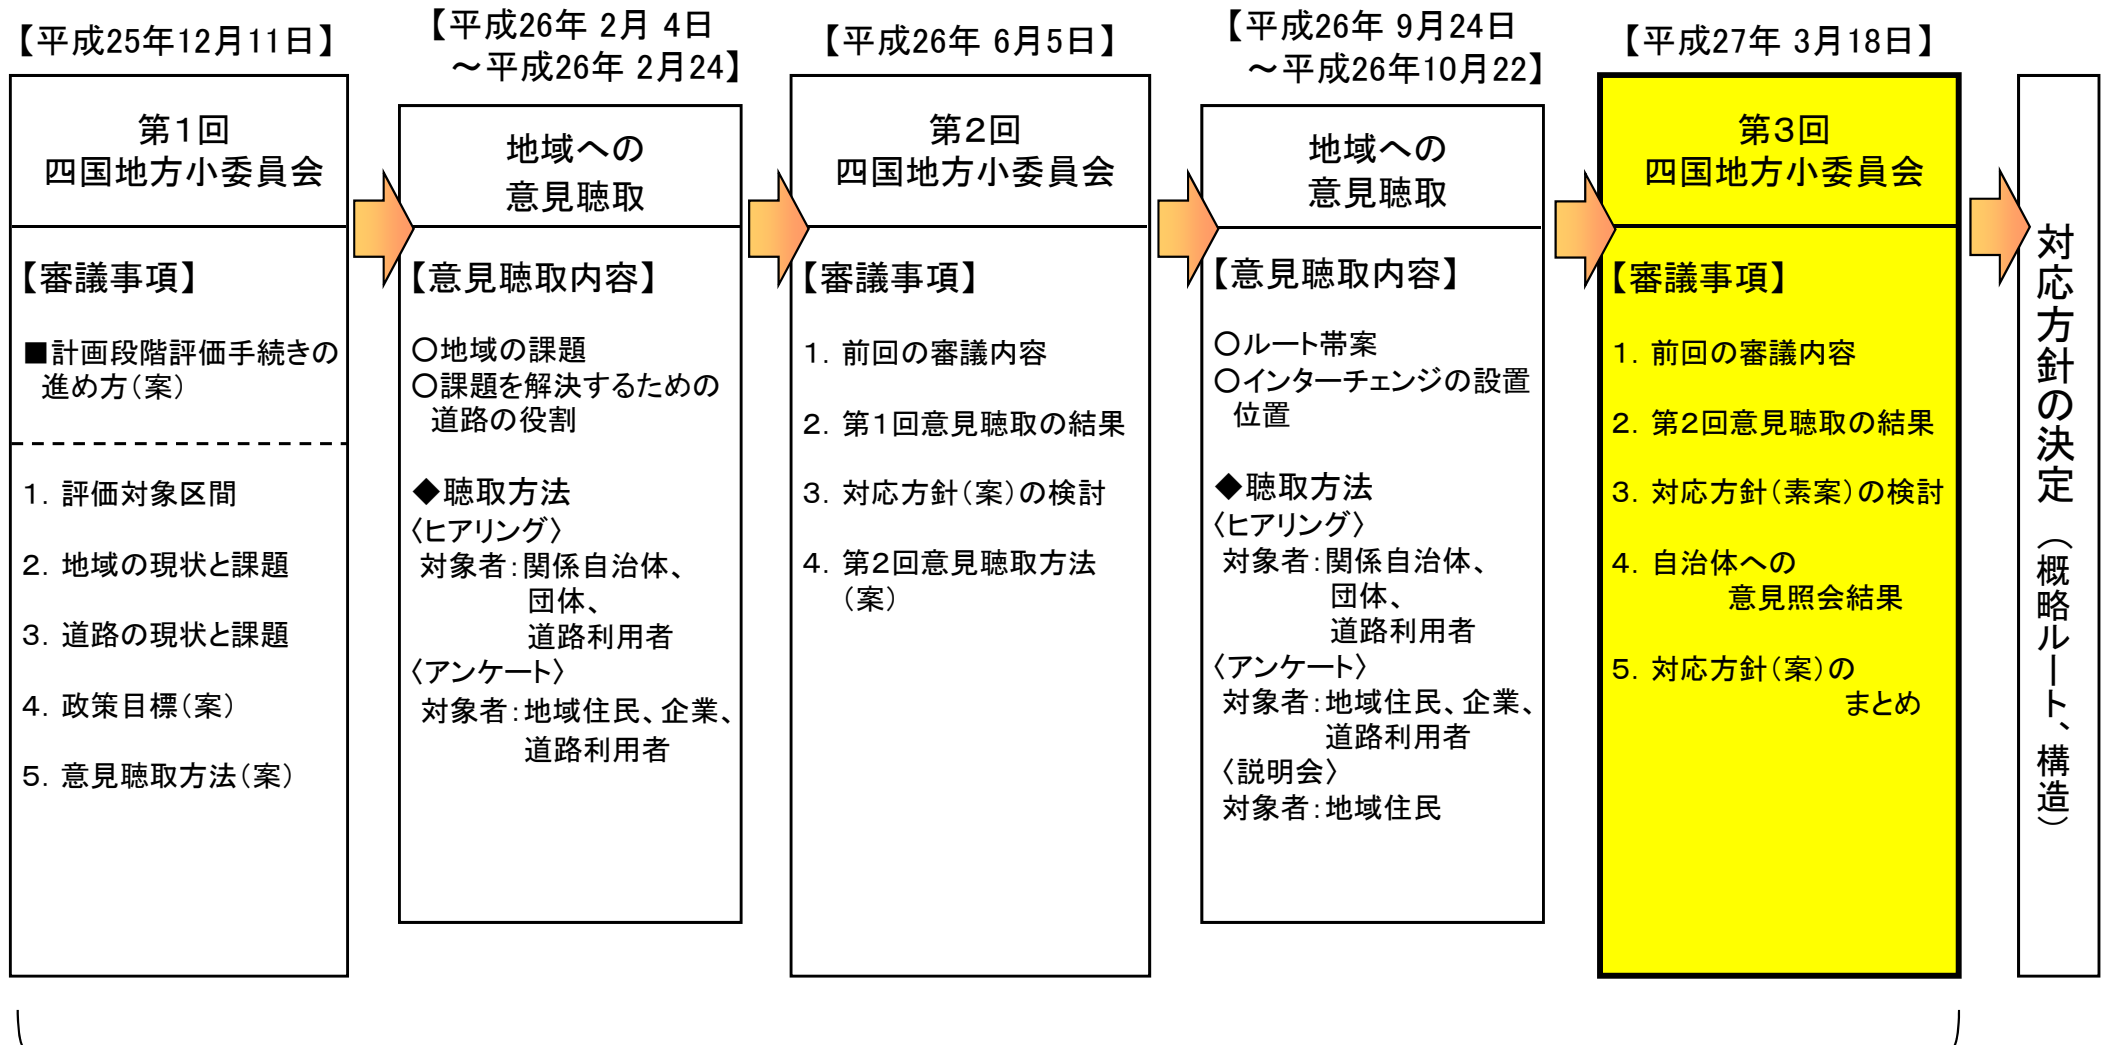 【平成25年12月11日】
第1回
四国地方小委員会
【審議事項】
■計画段階評価手続きの
進め方（案）
1．評価対象区間
2．地域の現状と課題
3．道路の現状と課題
4．政策目標（案）
5．意見聴取方法（案）
【平成26年 2月 4日
～平成26年 2月24】
地域への
意見聴取
【意見聴取内容】
○地域の課題
○課題を解決するための
道路の役割
◆聴取方法
〈ヒアリング〉
対象者：関係自治体、
団体、
道路利用者
〈アンケート〉
対象者：地域住民、企業、
道路利用者
【平成26年 6月5日】
第2回
四国地方小委員会
【審議事項】
1．前回の審議内容
2．第1回意見聴取の結果
3．対応方針（案）の検討
4．第2回意見聴取方法
（案）
【平成26年 9月24日
～平成26年10月22】
地域への
意見聴取
【意見聴取内容】
○ルート帯案
○インターチェンジの設置
位置
◆聴取方法
〈ヒアリング〉
対象者：関係自治体、
団体、
道路利用者
〈アンケート〉
対象者：地域住民、企業、
道路利用者
〈説明会〉
対象者：地域住民
【平成27年 3月18日】
第3回
四国地方小委員会
【審議事項】
1．前回の審議内容
2．第2回意見聴取の結果
3．対応方針（素案）の検討
4．自治体への
意見照会結果
5．対応方針（案）の
まとめ
対応方針の決定（概略ルート、構造）